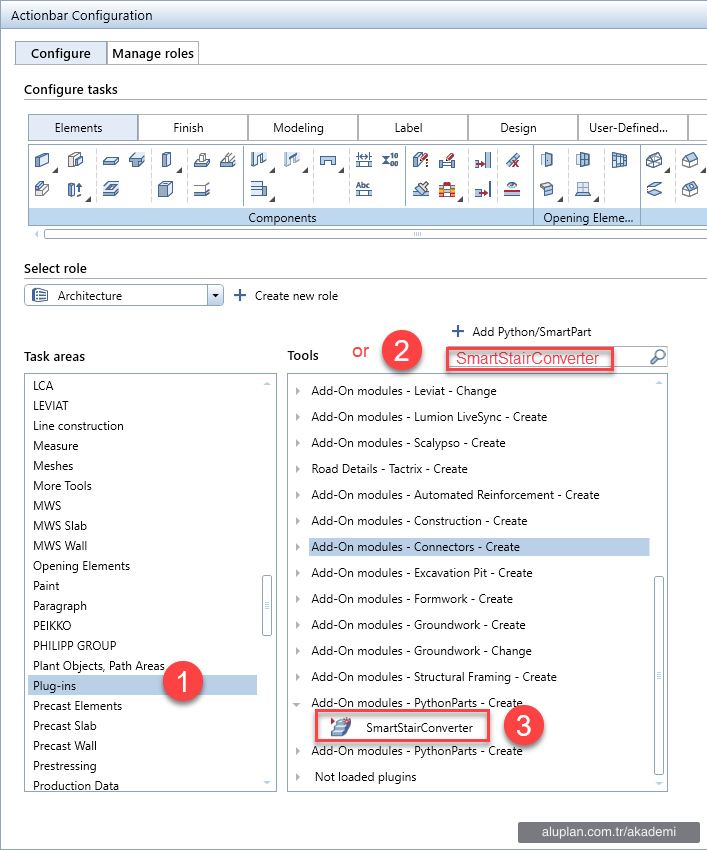 Actionbar Configuration
Configure
Manage roles
Configure tasks
Elements
Finish
Modeling
Label
Design
User-Defined...
10
00
Abc
Components
Opening Eleme...
Select role
Architecture
Create new role
Add Python/SmartPart
Task areas
Tools
or
2
SmartStairConverter
LCA
LEVIAT
Line construction
Measure
Meshes
More Tools
MWS
MWS Slab
MWS Wall
Opening Elements
Paint
Paragraph
PEIKKO
PHILIPP GROUP
Plant Objects, Path Areas
Plug-ins
1
Precast Elements
Precast Slab
Precast Wall
Prestressing
Production Data
Add-On modules - Leviat - Change
Add-On modules - Lumion LiveSync - Create
Add-On modules - Scalypso - Create
Road Details - Tactrix - Create
Add-On modules - Automated Reinforcement - Create
Add-On modules - Construction - Create
Add-On modules - Connectors - Create
Add-On modules - Excavation Pit - Create
Add-On modules - Formwork - Create
Add-On modules - Groundwork - Create
Add-On modules - Groundwork - Change
Add-On modules - Structural Framing - Create
Add-On modules - PythonParts - Create
SmartStairConverter
3
Add-On modules - PythonParts - Create
Not loaded plugins
aluplan.com.tr/akademi